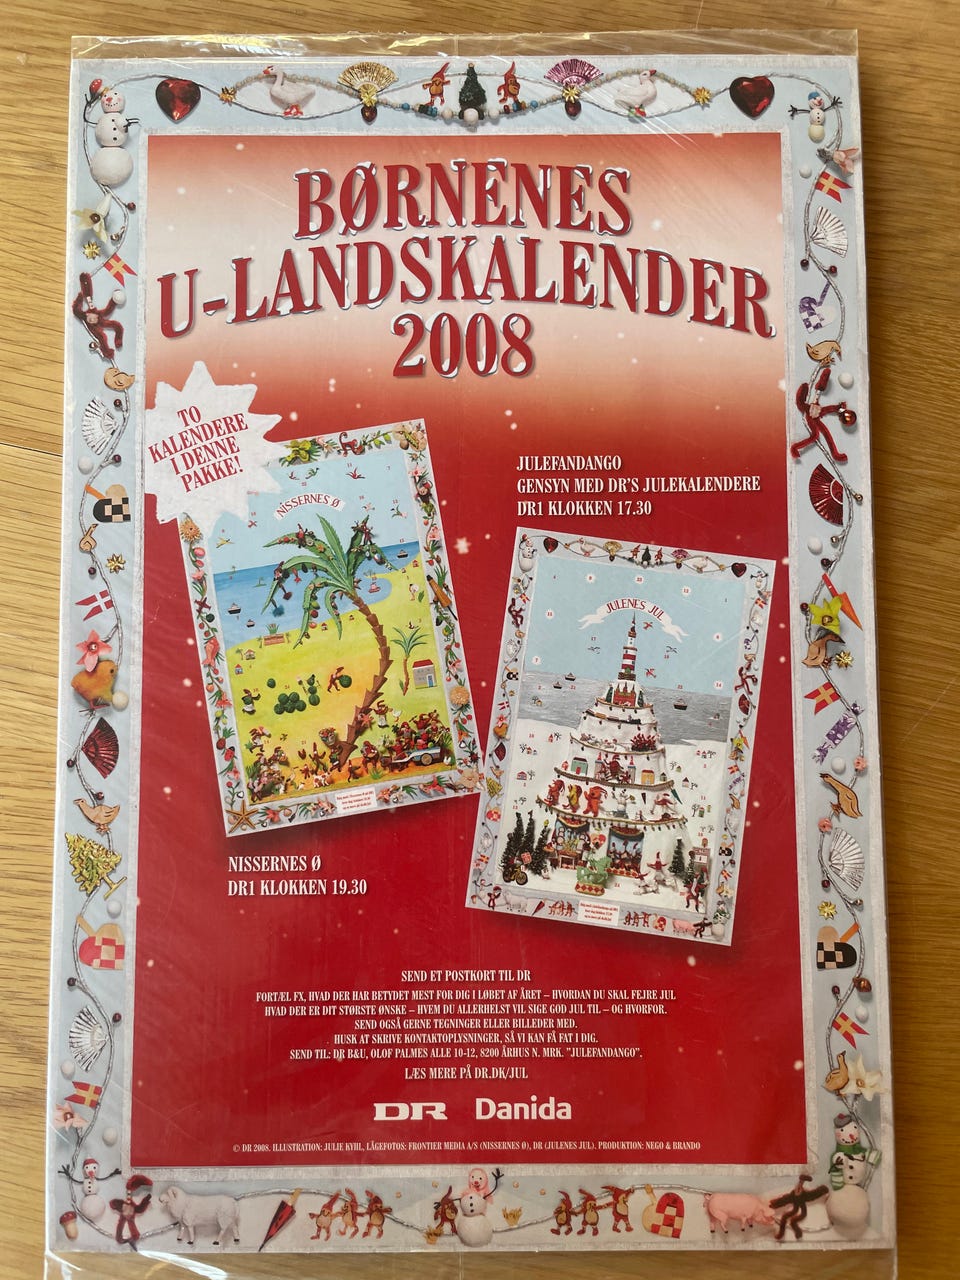 BØRNENES
U-LANDSKALENDER
2008
TO
KALENDERE
I DENNE
PAKKE!
JULEFANDANGO
GENSYN MED DR'S JULEKALENDERE
DR1 KLOKKEN 17.30
NISSERNES Ø
JULENES JUL
NISSERNES Ø
DR1 KLOKKEN 19.30
SEND ET POSTKORT TIL DR
FORTÆL FX, HVAD DER HAR BETYDET MEST FOR DIG I LØBET AF ÅRET – HVORDAN DU SKAL FEJRE JUL
HVAD DER ER DIT STØRSTE ØNSKE – HVEM DU ALLERHELST VIL SIGE GOD JUL TIL – OG HVORFOR.
SEND OGSÅ GERNE TEGNINGER ELLER BILLEDER MED.
HUSK AT SKRIVE KONTAKTOPLYSNINGER, SÅ VI KAN FÅ FAT I DIG.
SEND TIL: DR B&U, OLOF PALMES ALLE 10-12, 8200 ÅRHUS N. MRK. "JULEFANDANGO".
LÆS MERE PÅ DR.DK/JUL
DR Danida
© DR 2008. ILLUSTRATION: JULIE KYHL, LÅGEFOTOS: FRONTIER MEDIA A/S (NISSERNES Ø), DR (JULENES JUL). PRODUKTION: NEGO & BRANDO